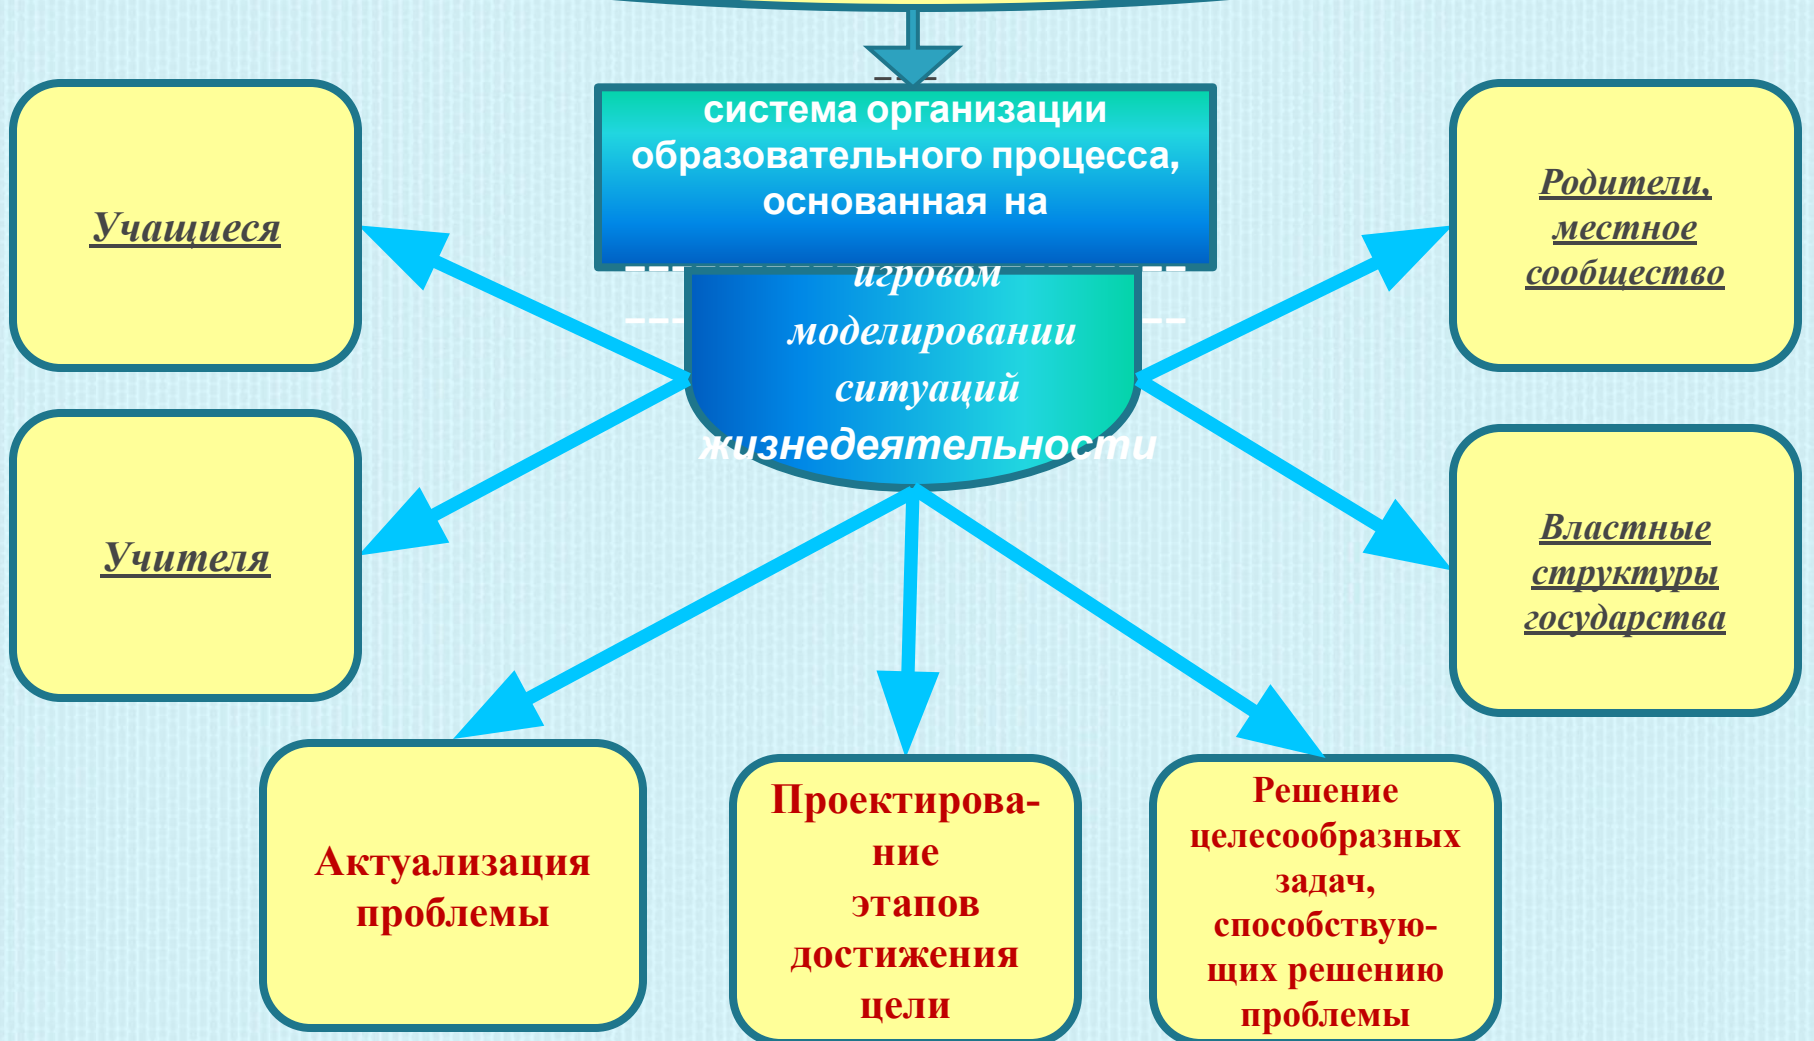 система организации
образовательного процесса,
основанная на
игровом
моделировании
ситуаций
жизнедеятельности
Учащиеся
Учителя
Родители,
местное
сообщество
Властные
структуры
государства
Актуализация
проблемы
Проектирова-
ние
этапов
достижения
цели
Решение
целесообразных
задач,
способствую-
щих решению
проблемы